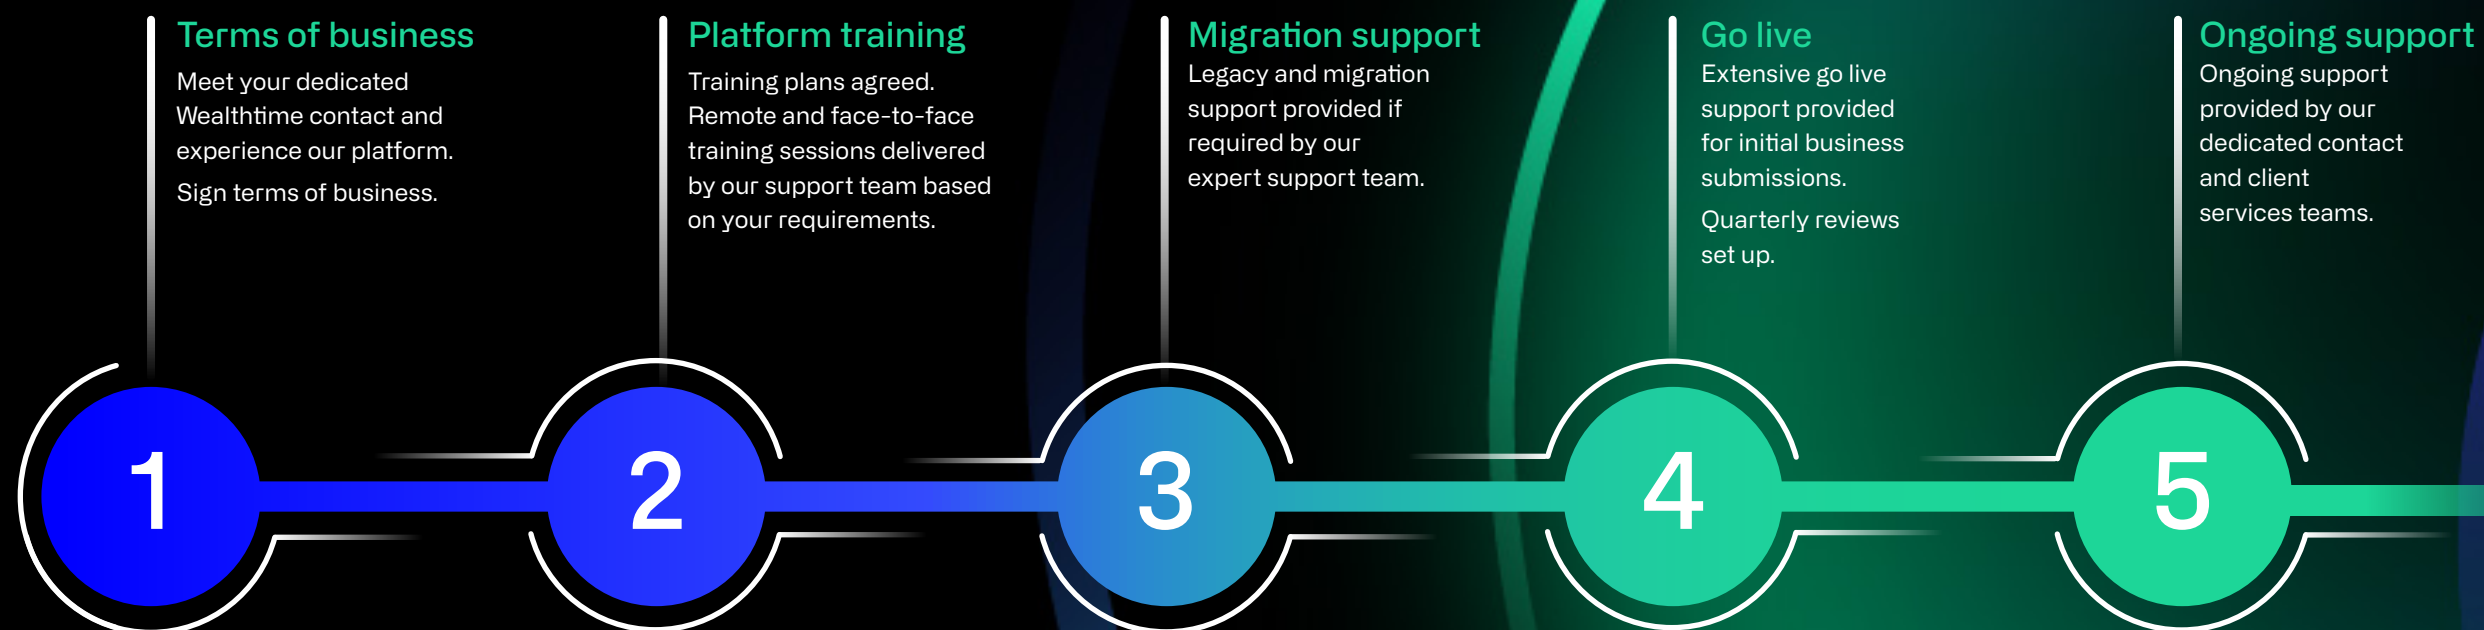 Terms of business
Meet your dedicated
Wealthtime contact and
experience our platform.
Sign terms of business.
Platform training
Training plans agreed.
Remote and face-to-face
training sessions delivered
by our support team based
on your requirements.
Migration support
Legacy and migration
support provided if
required by our
expert support team.
Go live
Extensive go live
support provided
for initial business
submissions.
Quarterly reviews
set up.
Ongoing support
Ongoing support
provided by our
dedicated contact
and client
services teams.
1
2
3
4
5